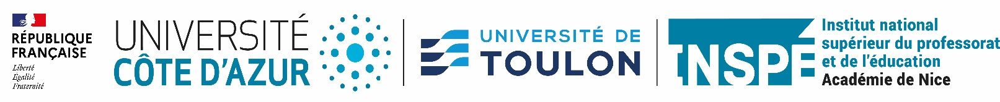 RÉPUBLIQUE
FRANÇAISE
Liberté
Égalité
Fraternité
UNIVERSITÉ
CÔTE D'AZUR
UNIVERSITÉ DE
TOULON
INSPÉ
Institut national
supérieur du professorat
et de l'éducation
Académie de Nice